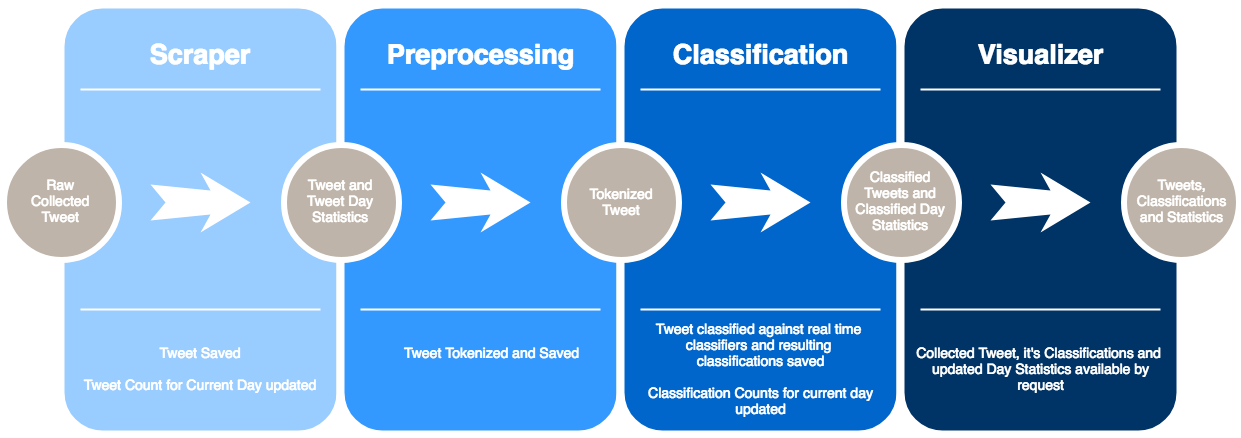 Scraper
Preprocessing
Classification
Visualizer
Raw
Collected
Tweet
Tweet and
Tweet Day
Statistics
Tokenized
Tweet
Classified
Tweets and
Classified Day
Statistics
Tweets,
Classifications
and Statistics
Tweet Saved
Tweet Count for Current Day updated
Tweet Tokenized and Saved
Tweet classified against real time
classifiers and resulting
classifications saved
Classification Counts for current day
updated
Collected Tweet, it's Classifications and
updated Day Statistics available by
request